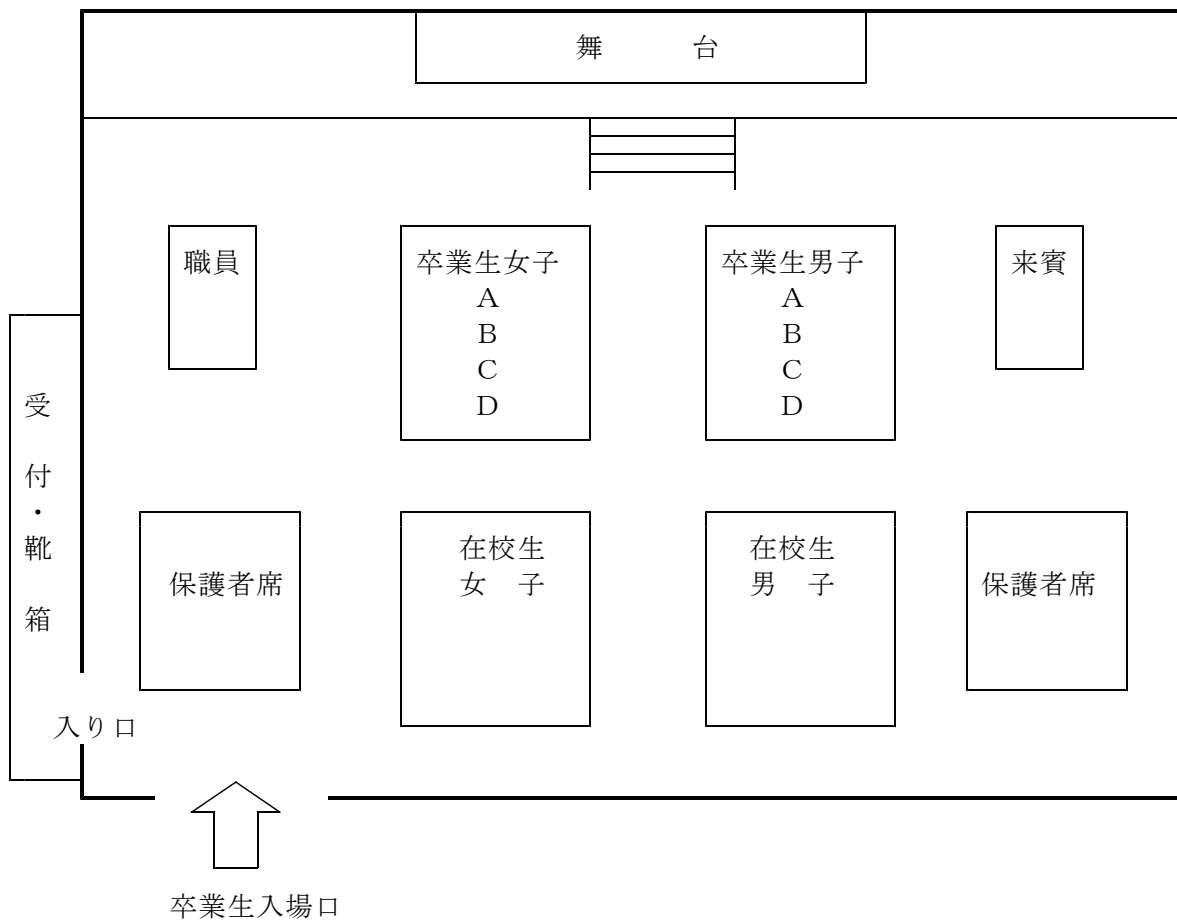 舞　　　台
職員
卒業生女子
A
B
C
D
卒業生男子
A
B
C
D
来賓
受付・靴箱
保護者席
在校生
女　子
在校生
男　子
保護者席
入り口
卒業生入場口